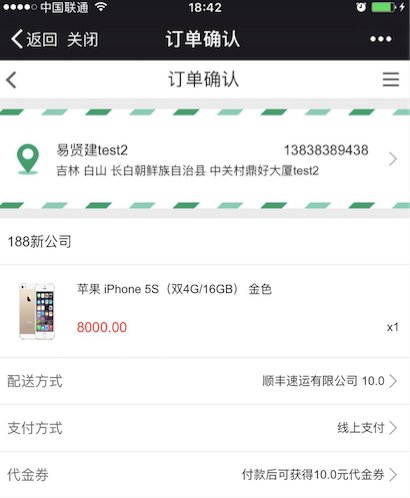 中国联通 18:42
返回 关闭 订单确认
订单确认
易贤建test2 13838389438
吉林 白山 长白朝鲜族自治县 中关村鼎好大厦test2
188新公司
苹果 iPhone 5S（双4G/16GB） 金色
8000.00 x1
配送方式 顺丰速运有限公司 10.0
支付方式 线上支付
代金券 付款后可获得10.0元代金券